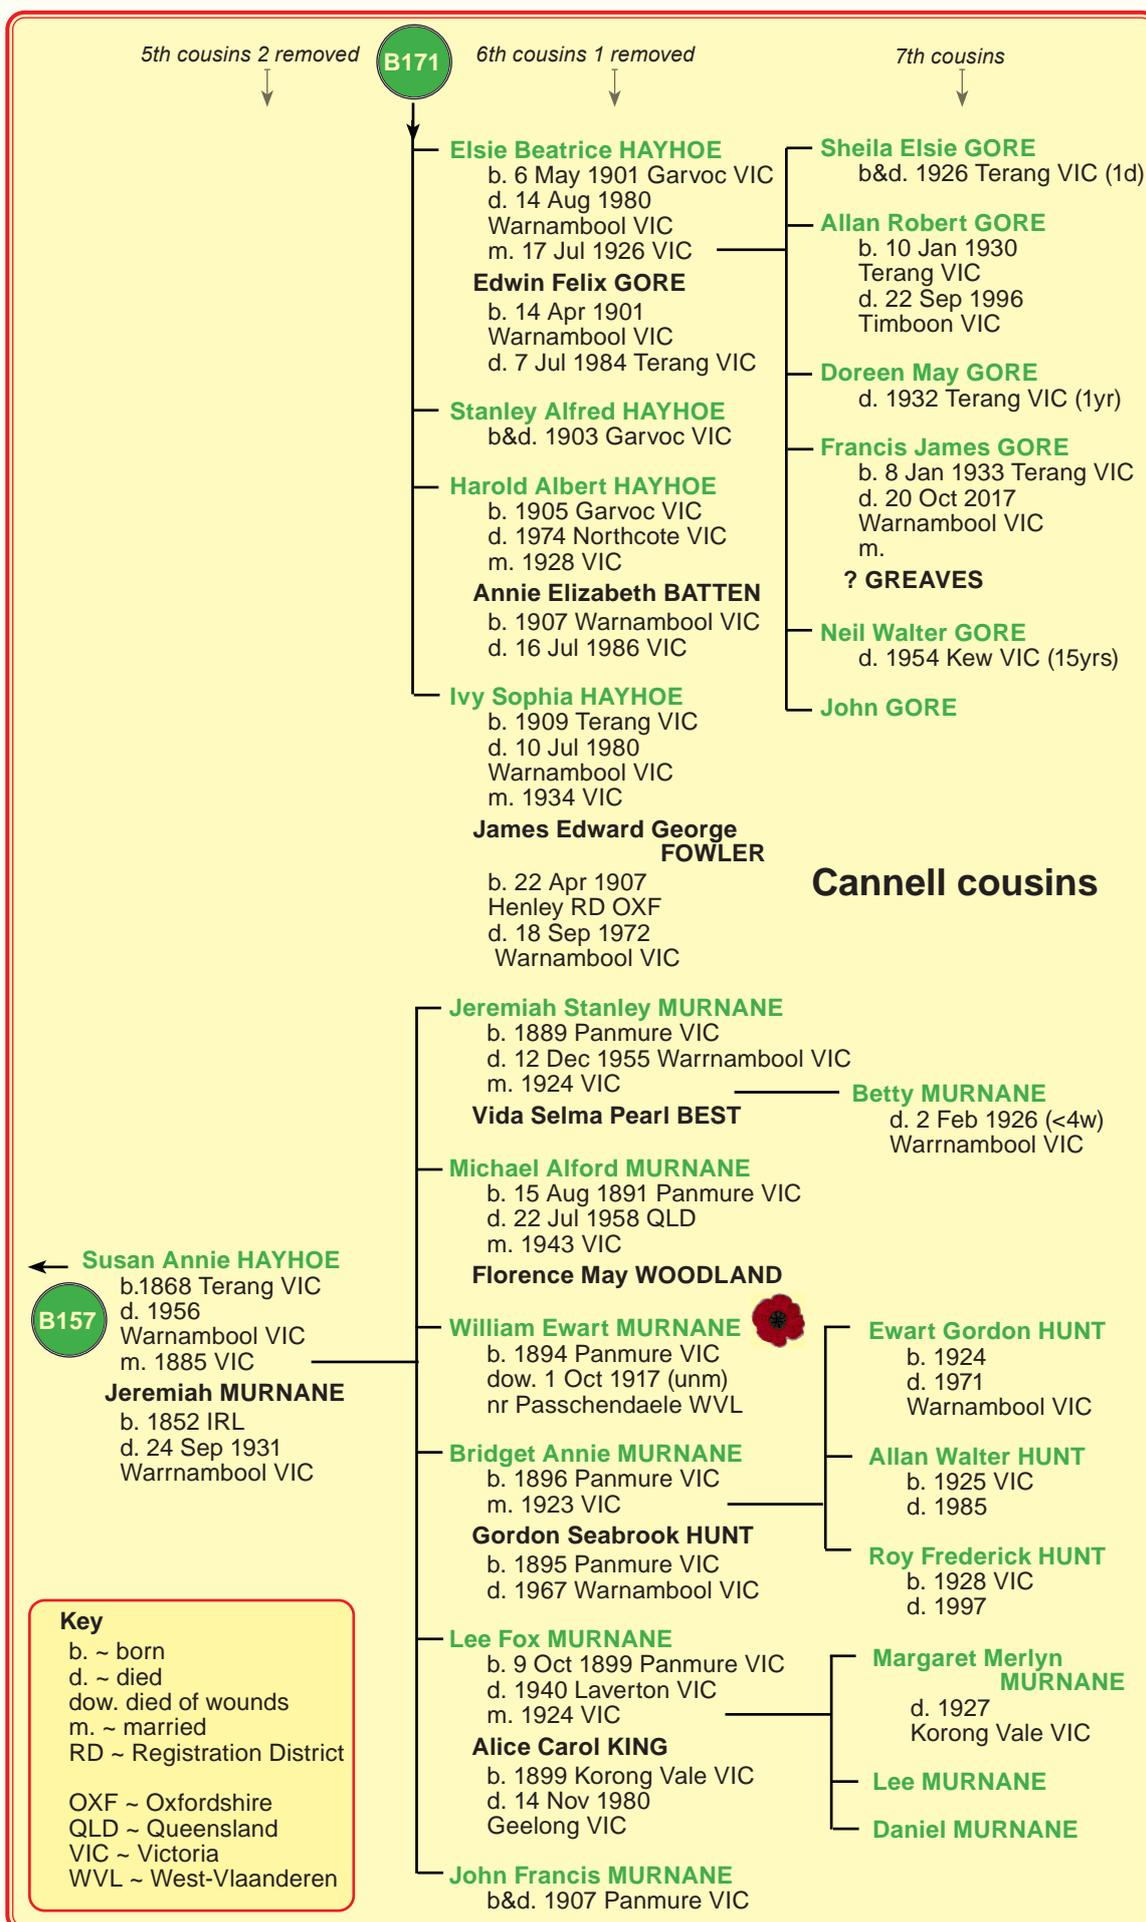 5th cousins 2 removed
B171
6th cousins 1 removed
7th cousins
Elsie Beatrice HAYHOE
b. 6 May 1901 Garvoc VIC
d. 14 Aug 1980
Warnambool VIC
m. 17 Jul 1926 VIC
Edwin Felix GORE
b. 14 Apr 1901
Warnambool VIC
d. 7 Jul 1984 Terang VIC
Stanley Alfred HAYHOE
b&d. 1903 Garvoc VIC
Harold Albert HAYHOE
b. 1905 Garvoc VIC
d. 1974 Northcote VIC
m. 1928 VIC
Annie Elizabeth BATTEN
b. 1907 Warnambool VIC
d. 16 Jul 1986 VIC
Ivy Sophia HAYHOE
b. 1909 Terang VIC
d. 10 Jul 1980
Warnambool VIC
m. 1934 VIC
James Edward George
FOWLER
b. 22 Apr 1907
Henley RD OXF
d. 18 Sep 1972
Warnambool VIC
Sheila Elsie GORE
b&d. 1926 Terang VIC (1d)
Allan Robert GORE
b. 10 Jan 1930
Terang VIC
d. 22 Sep 1996
Timboon VIC
Doreen May GORE
d. 1932 Terang VIC (1yr)
Francis James GORE
b. 8 Jan 1933 Terang VIC
d. 20 Oct 2017
Warnambool VIC
m.
? GREAVES
Neil Walter GORE
d. 1954 Kew VIC (15yrs)
John GORE
Cannell cousins
Susan Annie HAYHOE
B157
b.1868 Terang VIC
d. 1956
Warnambool VIC
m. 1885 VIC
Jeremiah MURNANE
b. 1852 IRL
d. 24 Sep 1931
Warrnambool VIC
Jeremiah Stanley MURNANE
b. 1889 Panmure VIC
d. 12 Dec 1955 Warrnambool VIC
m. 1924 VIC
Vida Selma Pearl BEST
Betty MURNANE
d. 2 Feb 1926 (<4w)
Warrnambool VIC
Michael Alford MURNANE
b. 15 Aug 1891 Panmure VIC
d. 22 Jul 1958 QLD
m. 1943 VIC
Florence May WOODLAND
William Ewart MURNANE
b. 1894 Panmure VIC
dow. 1 Oct 1917 (unm)
nr Passchendaele WVL
Bridget Annie MURNANE
b. 1896 Panmure VIC
m. 1923 VIC
Gordon Seabrook HUNT
b. 1895 Panmure VIC
d. 1967 Warnambool VIC
Ewart Gordon HUNT
b. 1924
d. 1971
Warnambool VIC
Allan Walter HUNT
b. 1925 VIC
d. 1985
Roy Frederick HUNT
b. 1928 VIC
d. 1997
Lee Fox MURNANE
b. 9 Oct 1899 Panmure VIC
d. 1940 Laverton VIC
m. 1924 VIC
Alice Carol KING
b. 1899 Korong Vale VIC
d. 14 Nov 1980
Geelong VIC
Margaret Merlyn
MURNANE
d. 1927
Korong Vale VIC
Lee MURNANE
Daniel MURNANE
John Francis MURNANE
b&d. 1907 Panmure VIC
Key
b. ~ born
d. ~ died
dow. died of wounds
m. ~ married
RD ~ Registration District
OXF ~ Oxfordshire
QLD ~ Queensland
VIC ~ Victoria
WVL ~ West-Vlaanderen